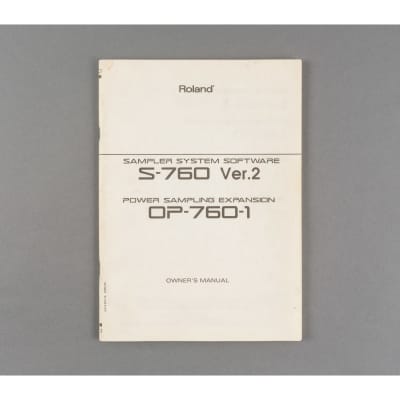 Roland
SAMPLER SYSTEM SOFTWARE
S-760 Ver.2
POWER SAMPLING EXPANSION
OP-760-1
OWNER'S MANUAL